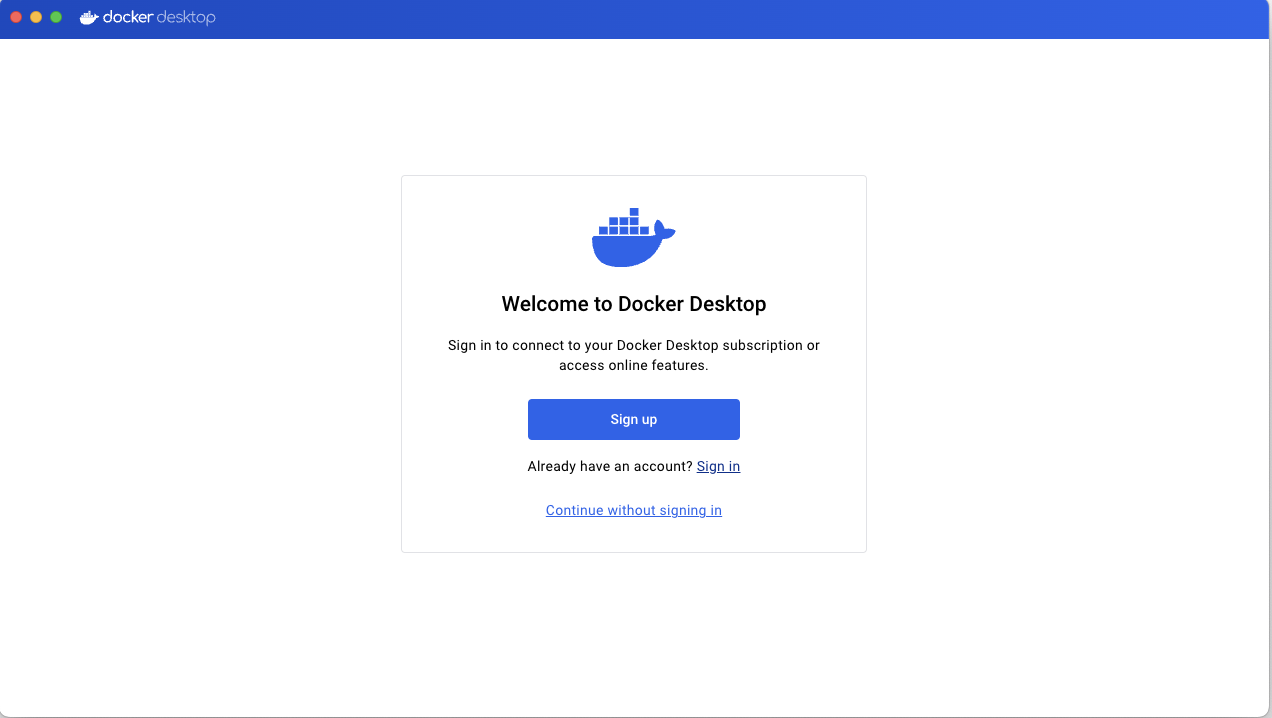 docker desktop
Welcome to Docker Desktop
Sign in to connect to your Docker Desktop subscription or
access online features.
Sign up
Already have an account? Sign in
Continue without signing in